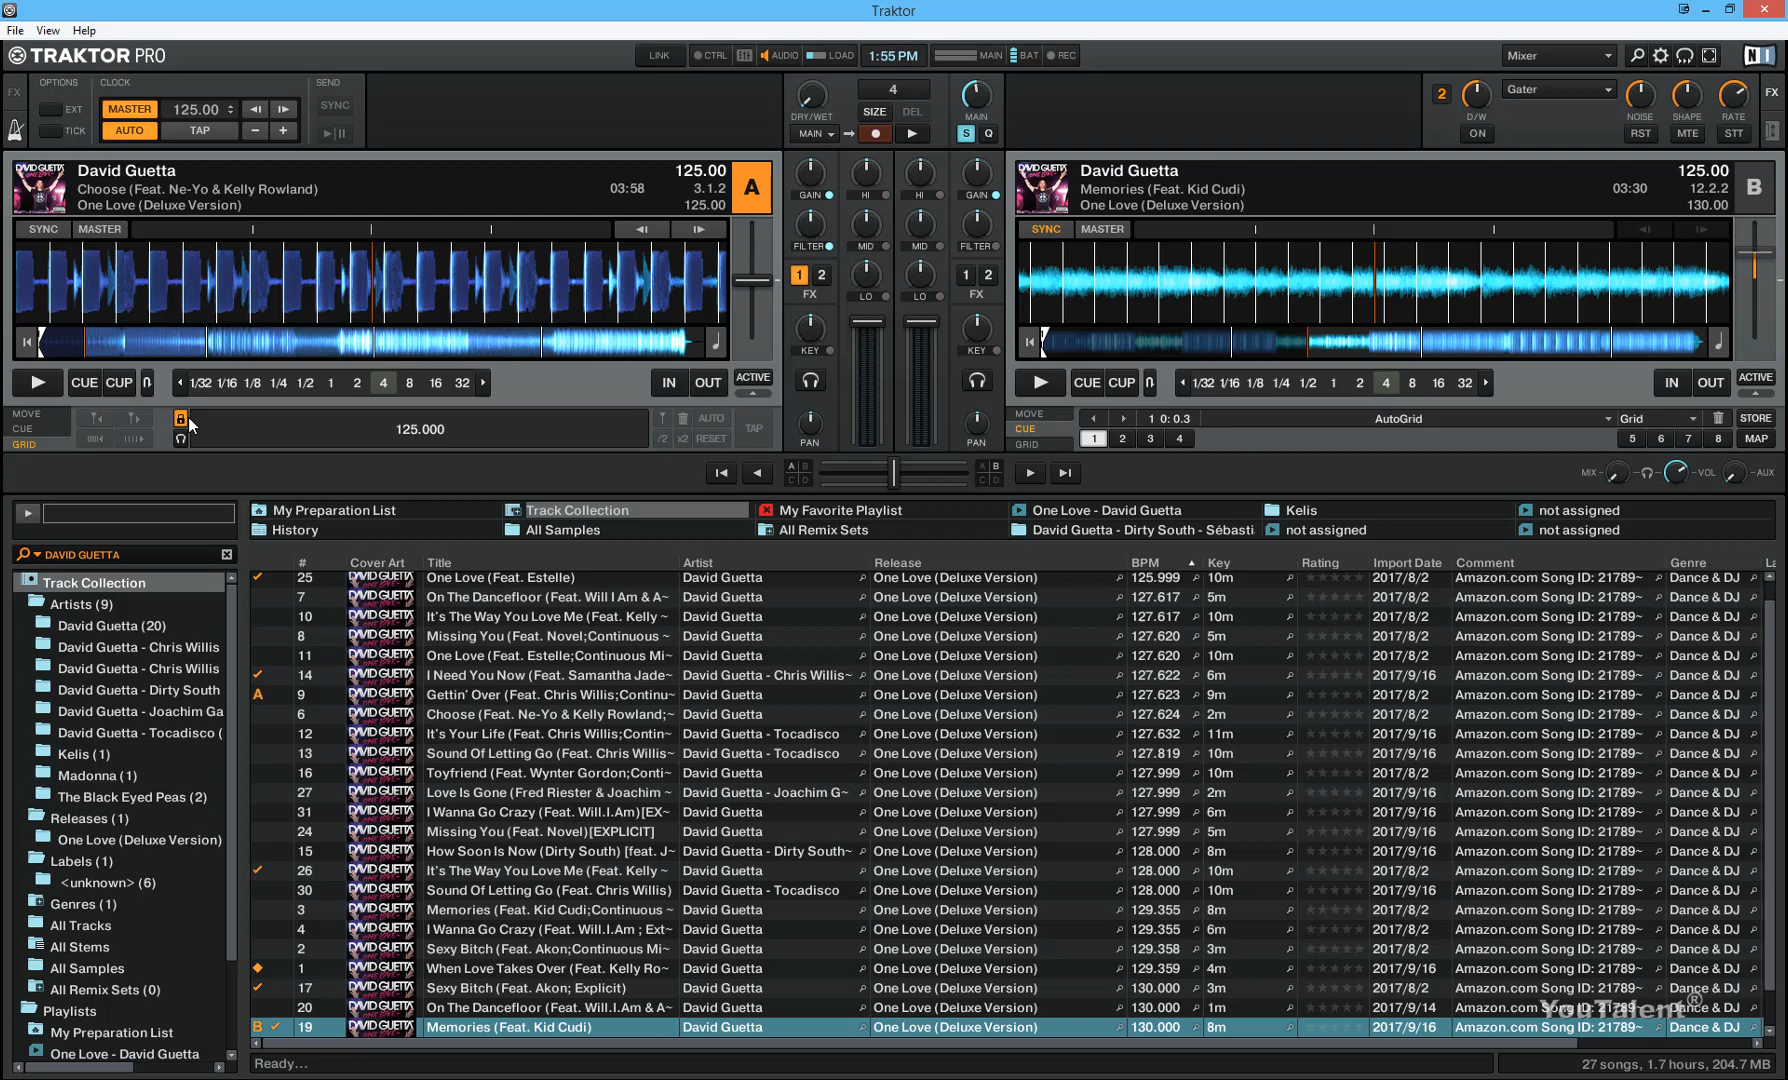 Traktor
File View Help
TRAKTOR PRO
LINK CTRL AUDIO LOAD 1:55 PM MAIN BAT REC
Mixer
OPTIONS CLOCK SEND
FX EXT MASTER 125.00 SYNC
TICK AUTO TAP
DRY/WET 4 MAIN
SIZE DEL
MAIN S Q
2 D/W Gater NOISE SHAPE RATE FX
ON RST MTE STT
David Guetta 125.00
Choose (Feat. Ne-Yo & Kelly Rowland) 03:58 3.1.2
One Love (Deluxe Version) 125.00
A
SYNC MASTER
CUE CUP 1/32 1/16 1/8 1/4 1/2 1 2 4 8 16 32 IN OUT ACTIVE
MOVE
CUE
GRID
125.000
AUTO
/2 x2 RESET
TAP
GAIN HI HI GAIN
FILTER MID MID FILTER
1 2 LO LO 1 2
FX FX
KEY KEY
PAN PAN
A B C D A B C D
David Guetta 125.00
Memories (Feat. Kid Cudi) 03:30 12.2.2
One Love (Deluxe Version) 130.00
B
SYNC MASTER
CUE CUP 1/32 1/16 1/8 1/4 1/2 1 2 4 8 16 32 IN OUT ACTIVE
MOVE
CUE
GRID
1 0: 0.3 AutoGrid Grid STORE
1 2 3 4 5 6 7 8 MAP
MIX VOL AUX
My Preparation List Track Collection My Favorite Playlist One Love - David Guetta Kelis not assigned
History All Samples All Remix Sets David Guetta - Dirty South - Sébasti. not assigned not assigned
DAVID GUETTA
Track Collection
Artists (9)
David Guetta (20)
David Guetta - Chris Willis
David Guetta - Chris Willis
David Guetta - Dirty South
David Guetta - Joachim Ga
David Guetta - Tocadisco (
Kelis (1)
Madonna (1)
The Black Eyed Peas (2)
Releases (1)
One Love (Deluxe Version)
Labels (1)
<unknown> (6)
Genres (1)
All Tracks
All Stems
All Samples
All Remix Sets (0)
Playlists
My Preparation List
One Love - David Guetta
# Cover Art Title Artist Release BPM Key Rating Import Date Comment Genre La
25 One Love (Feat. Estelle) David Guetta One Love (Deluxe Version) 125.999 10m 2017/8/2 Amazon.com Song ID: 21789~ Dance & DJ
7 On The Dancefloor (Feat. Will I Am & A~ David Guetta One Love (Deluxe Version) 127.617 5m 2017/8/2 Amazon.com Song ID: 21789~ Dance & DJ
10 It's The Way You Love Me (Feat. Kelly ~ David Guetta One Love (Deluxe Version) 127.617 10m 2017/8/2 Amazon.com Song ID: 21789~ Dance & DJ
8 Missing You (Feat. Novel;Continuous ~ David Guetta One Love (Deluxe Version) 127.620 5m 2017/8/2 Amazon.com Song ID: 21789~ Dance & DJ
11 One Love (Feat. Estelle;Continuous Mi~ David Guetta One Love (Deluxe Version) 127.620 10m 2017/8/2 Amazon.com Song ID: 21789~ Dance & DJ
14 I Need You Now (Feat. Samantha Jade~ David Guetta - Chris Willis~ One Love (Deluxe Version) 127.622 6m 2017/9/16 Amazon.com Song ID: 21789~ Dance & DJ
A 9 Gettin' Over (Feat. Chris Willis;Continu~ David Guetta One Love (Deluxe Version) 127.623 9m 2017/8/2 Amazon.com Song ID: 21789~ Dance & DJ
6 Choose (Feat. Ne-Yo & Kelly Rowland;~ David Guetta One Love (Deluxe Version) 127.624 2m 2017/8/2 Amazon.com Song ID: 21789~ Dance & DJ
12 It's Your Life (Feat. Chris Willis;Contin~ David Guetta - Tocadisco One Love (Deluxe Version) 127.632 11m 2017/9/16 Amazon.com Song ID: 21789~ Dance & DJ
13 Sound Of Letting Go (Feat. Chris Willis~ David Guetta - Tocadisco One Love (Deluxe Version) 127.819 10m 2017/9/16 Amazon.com Song ID: 21789~ Dance & DJ
16 Toyfriend (Feat. Wynter Gordon;Conti~ David Guetta One Love (Deluxe Version) 127.999 10m 2017/8/2 Amazon.com Song ID: 21789~ Dance & DJ
27 Love Is Gone (Fred Riester & Joachim ~ David Guetta - Joachim G~ One Love (Deluxe Version) 127.999 2m 2017/9/16 Amazon.com Song ID: 21789~ Dance & DJ
31 I Wanna Go Crazy (Feat. Will.I.Am)[EX~ David Guetta One Love (Deluxe Version) 127.999 6m 2017/9/16 Amazon.com Song ID: 21789~ Dance & DJ
24 Missing You (Feat. Novel)[EXPLICIT] David Guetta One Love (Deluxe Version) 127.999 5m 2017/9/16 Amazon.com Song ID: 21789~ Dance & DJ
15 How Soon Is Now (Dirty South) [feat. J~ David Guetta - Dirty South~ One Love (Deluxe Version) 128.000 8m 2017/9/16 Amazon.com Song ID: 21789~ Dance & DJ
26 It's The Way You Love Me (Feat. Kelly ~ David Guetta One Love (Deluxe Version) 128.000 10m 2017/9/16 Amazon.com Song ID: 21789~ Dance & DJ
30 Sound Of Letting Go (Feat. Chris Willis) David Guetta - Tocadisco One Love (Deluxe Version) 128.000 10m 2017/9/16 Amazon.com Song ID: 21789~ Dance & DJ
3 Memories (Feat. Kid Cudi;Continuous ~ David Guetta One Love (Deluxe Version) 129.355 8m 2017/8/2 Amazon.com Song ID: 21789~ Dance & DJ
4 I Wanna Go Crazy (Feat. Will.I.Am ; Ext~ David Guetta One Love (Deluxe Version) 129.355 6m 2017/8/2 Amazon.com Song ID: 21789~ Dance & DJ
2 Sexy Bitch (Feat. Akon;Continuous Mi~ David Guetta One Love (Deluxe Version) 129.358 3m 2017/8/2 Amazon.com Song ID: 21789~ Dance & DJ
1 When Love Takes Over (Feat. Kelly Ro~ David Guetta One Love (Deluxe Version) 129.359 4m 2017/9/16 Amazon.com Song ID: 21789~ Dance & DJ
17 Sexy Bitch (Feat. Akon; Explicit) David Guetta One Love (Deluxe Version) 130.000 3m 2017/9/16 Amazon.com Song ID: 21789~ Dance & DJ
20 On The Dancefloor (Feat. Will.I.Am & A~ David Guetta One Love (Deluxe Version) 130.000 1m 2017/9/14 Amazon.com Song ID: 21789~ Dance & DJ
B 19 Memories (Feat. Kid Cudi) David Guetta One Love (Deluxe Version) 130.000 8m 2017/9/16 Amazon.com Song ID: 21789~ Dance & DJ
YouTalent®
Ready... 27 songs, 1.7 hours, 204.7 MB